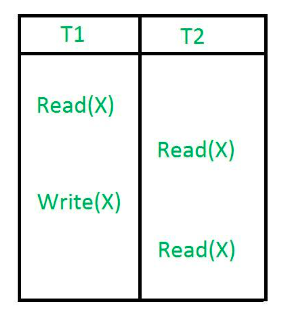 T1 T2
Read(X)
Read(X)
Write(X)
Read(X)